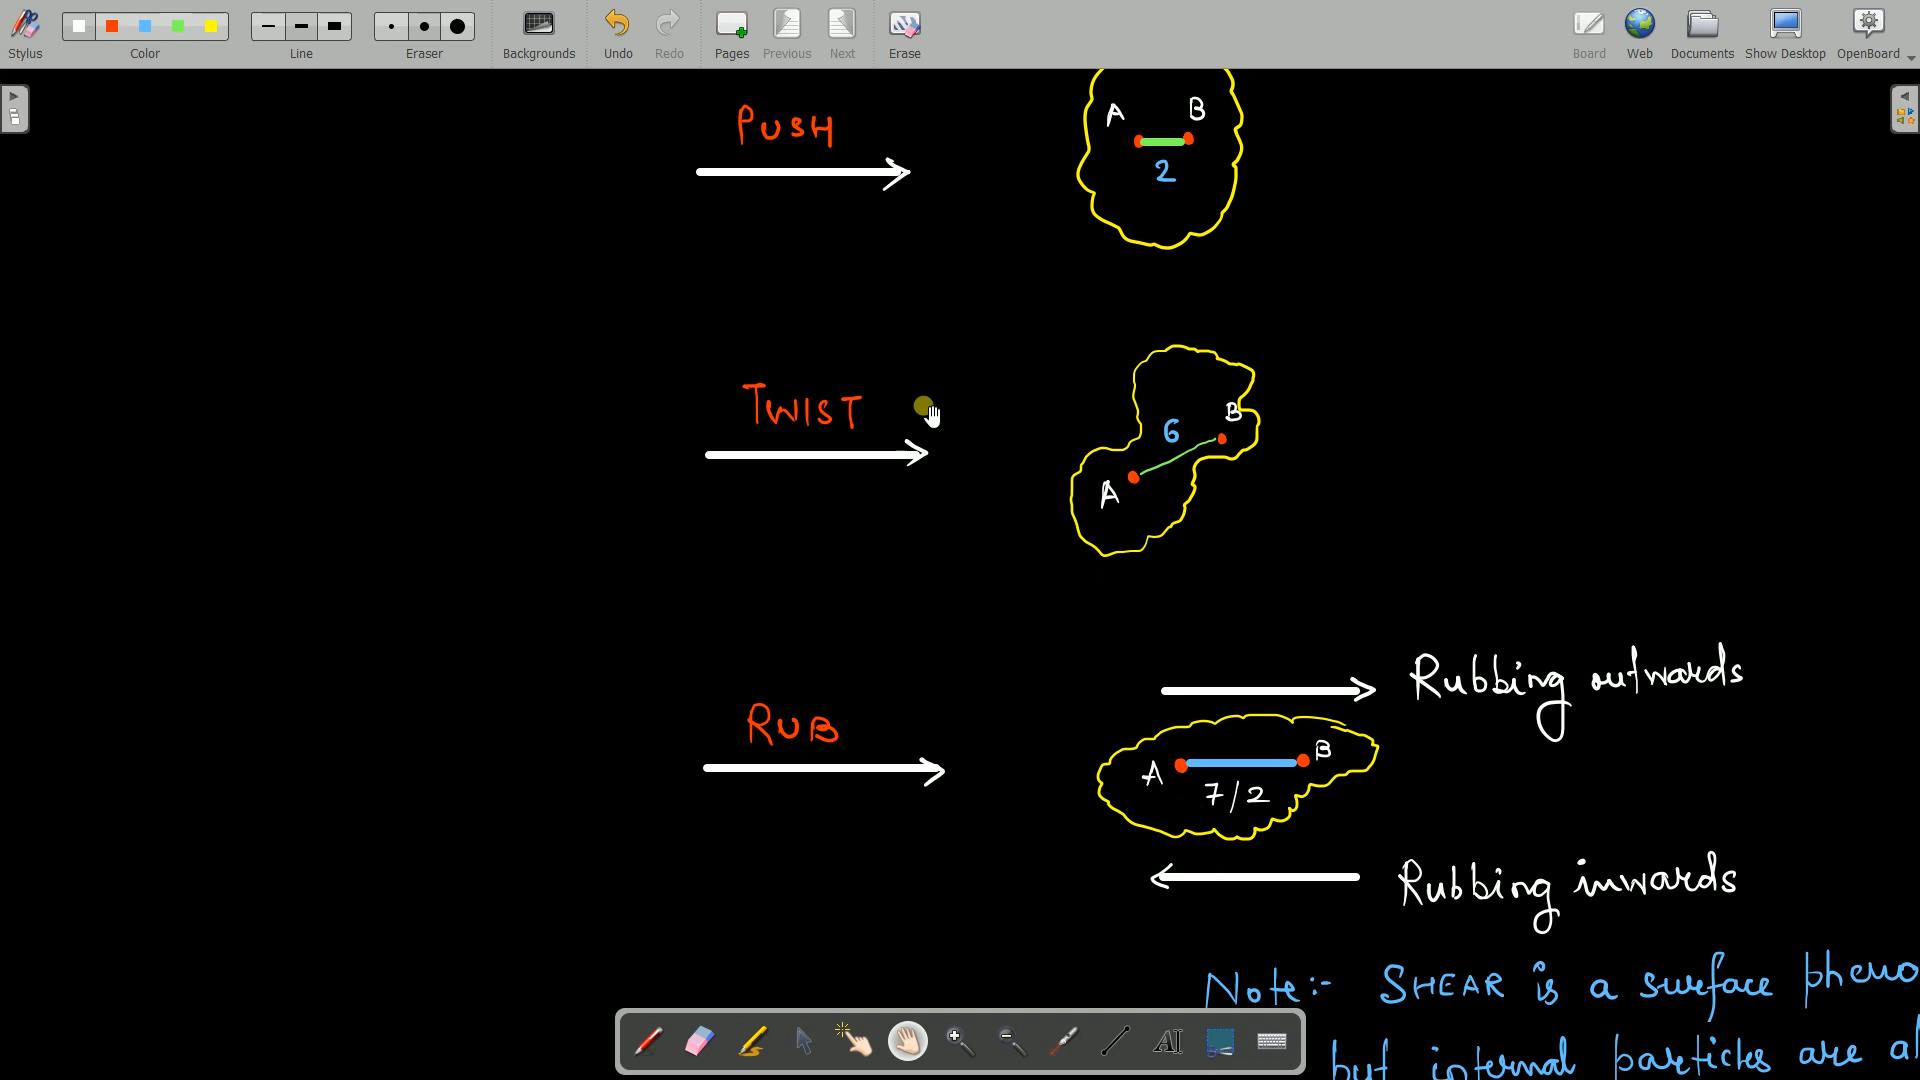 Stylus Color Line Eraser Backgrounds Undo Redo Pages Previous Next Erase Board Web Documents Show Desktop OpenBoard
PUSH
A B
2
TWIST
B
6
A
Rubbing outwards
RUB
A B
7/2
Rubbing inwards
Note:- SHEAR is a surface
but internal particles are